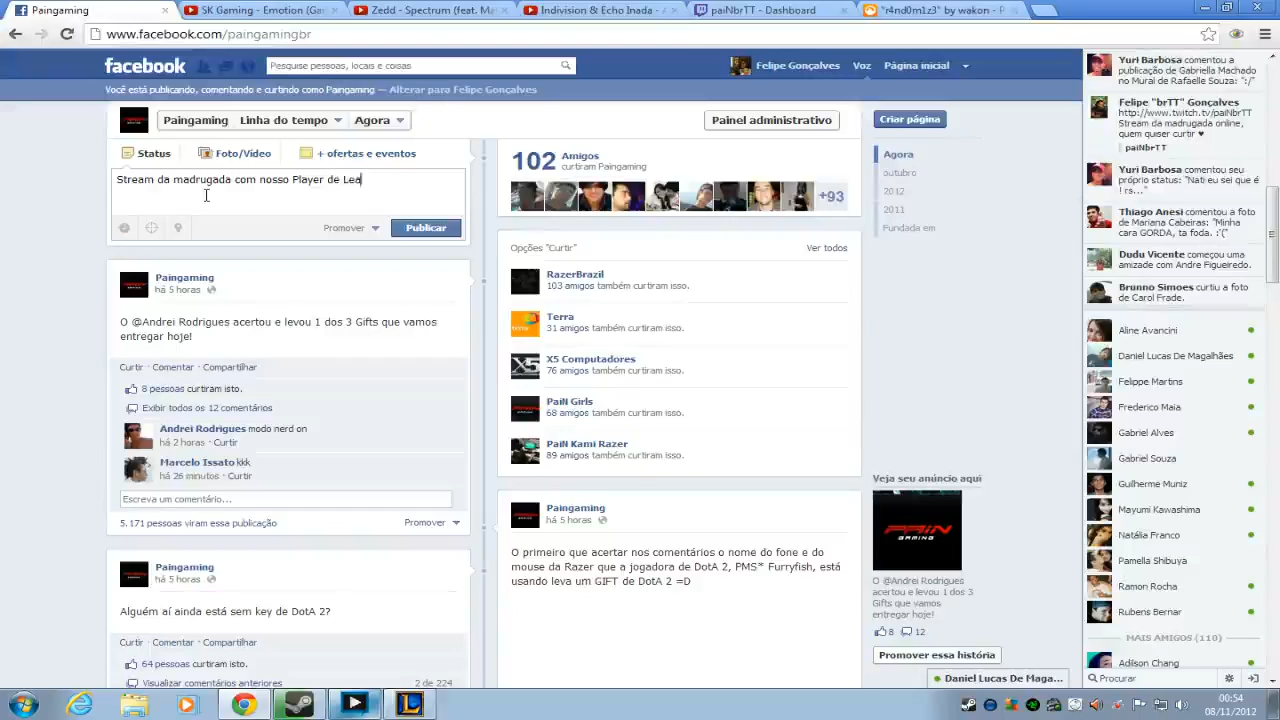 Paingaming
SK Gaming - Emotion (Ga
Zedd - Spectrum (feat. Ma
Indivision & Echo Inada -
paiNbrTT - Dashboard
"r4nd0m1z3" by wakon - P
www.facebook.com/paingamingbr
facebook
Pesquise pessoas, locais e coisas
Felipe Gonçalves
Voz
Página inicial
Você está publicando, comentando e curtindo como Paingaming — Alterar para Felipe Gonçalves
Paingaming
Linha do tempo
Agora
Painel administrativo
Criar página
Status
Foto/Vídeo
+ ofertas e eventos
Stream da madrugada com nosso Player de Lea
Promover
Publicar
Paingaming
há 5 horas
O @Andrei Rodrigues acertou e levou 1 dos 3 Gifts que vamos
entregar hoje!
Curtir · Comentar · Compartilhar
8 pessoas curtiram isto.
Exibir todos os 12 comentários
Andrei Rodrigues modo nerd on
há 2 horas · Curtir
Marcelo Issato kkk
há 26 minutos · Curtir
Escreva um comentário...
5.171 pessoas viram essa publicação
Promover
Paingaming
há 5 horas
Alguém aí ainda está sem key de DotA 2?
Curtir · Comentar · Compartilhar
64 pessoas curtiram isto.
Visualizar comentários anteriores
2 de 224
102
Amigos
curtiram Paingaming
+93
Opções "Curtir"
Ver todos
RazerBrazil
103 amigos também curtiram isso.
Terra
31 amigos também curtiram isso.
X5 Computadores
76 amigos também curtiram isso.
PaiN Girls
68 amigos também curtiram isso.
PaiN Kami Razer
89 amigos também curtiram isso.
Paingaming
há 5 horas
O primeiro que acertar nos comentários o nome do fone e do
mouse da Razer que a jogadora de DotA 2, PMS* Furryfish, está
usando leva um GIFT de DotA 2 =D
Agora
outubro
2012
2011
Fundada em
Veja seu anúncio aqui
PAIN
GAMING
O @Andrei Rodrigues
acertou e levou 1 dos 3
Gifts que vamos
entregar hoje!
8
12
Promover essa história
Daniel Lucas De Maga...
Yuri Barbosa comentou a
publicação de Gabriella Machado
no Mural de Rafaelle Souza: ":/"
Felipe "brTT" Gonçalves
http://www.twitch.tv/paiNbrTT
Stream da madrugada online,
quem quiser curtir ♥
paiNbrTT
Yuri Barbosa comentou seu
próprio status: "Nati eu sei que é
! rs..."
Thiago Anesi comentou a foto
de Mariana Cabeiras: "Minha
cara GORDA, ta foda. :'("
Dudu Vicente começou uma
amizade com Andre Figueiredo.
Brunno Simoes curtiu a foto
de Carol Frade.
Aline Avancini
Daniel Lucas De Magalhães
Felippe Martins
Frederico Maia
Gabriel Alves
Gabriel Souza
Guilherme Muniz
Mayumi Kawashima
Natália Franco
Pamella Shibuya
Ramon Rocha
Rubens Bernar
MAIS AMIGOS (110)
Adilson Chang
Procurar
00:54
08/11/2012